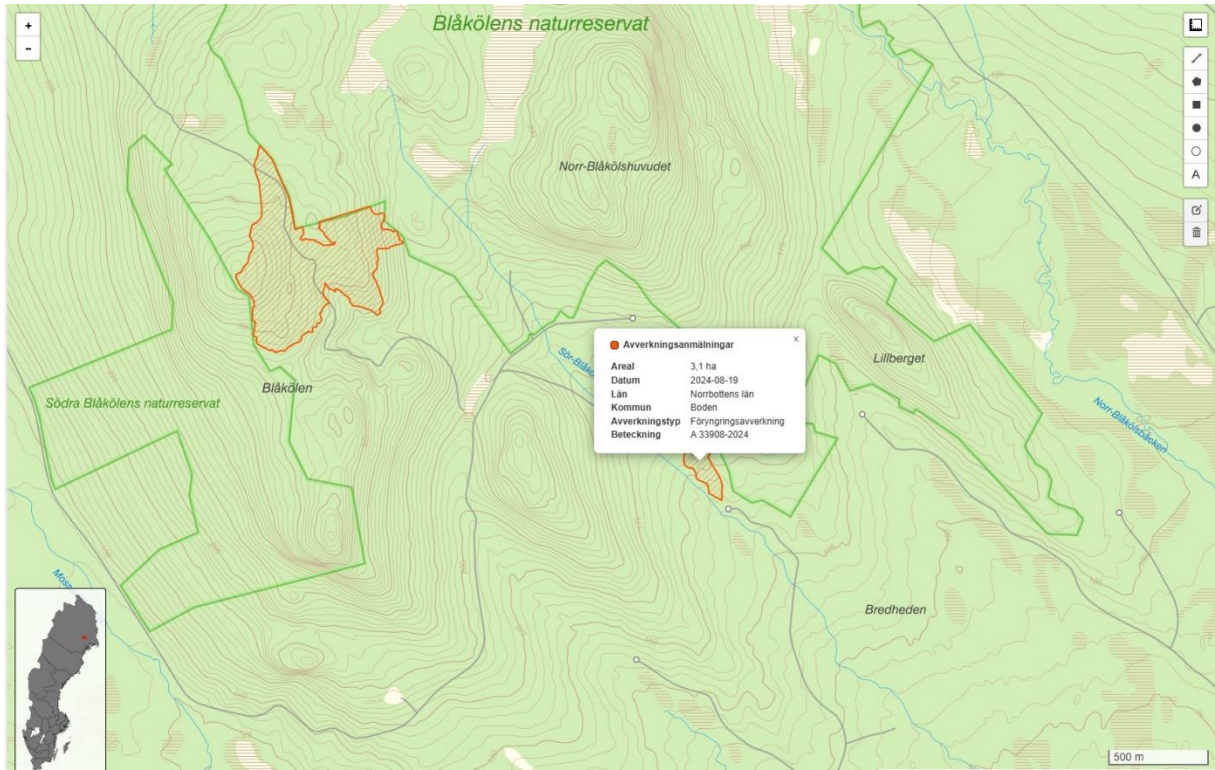 Blåkölens naturreservat
+
-
A
Norr-Blåkölshuvudet
Lillberget
Avverkningsanmälningar
x
Areal 3,1 ha
Datum 2024-08-19
Län Norrbottens län
Kommun Boden
Avverkningstyp Föryngringsavverkning
Beteckning A 33908-2024
Blåkölen
Södra Blåkölens naturreservat
Norr-Blåkölsbäcken
Bredheden
500 m